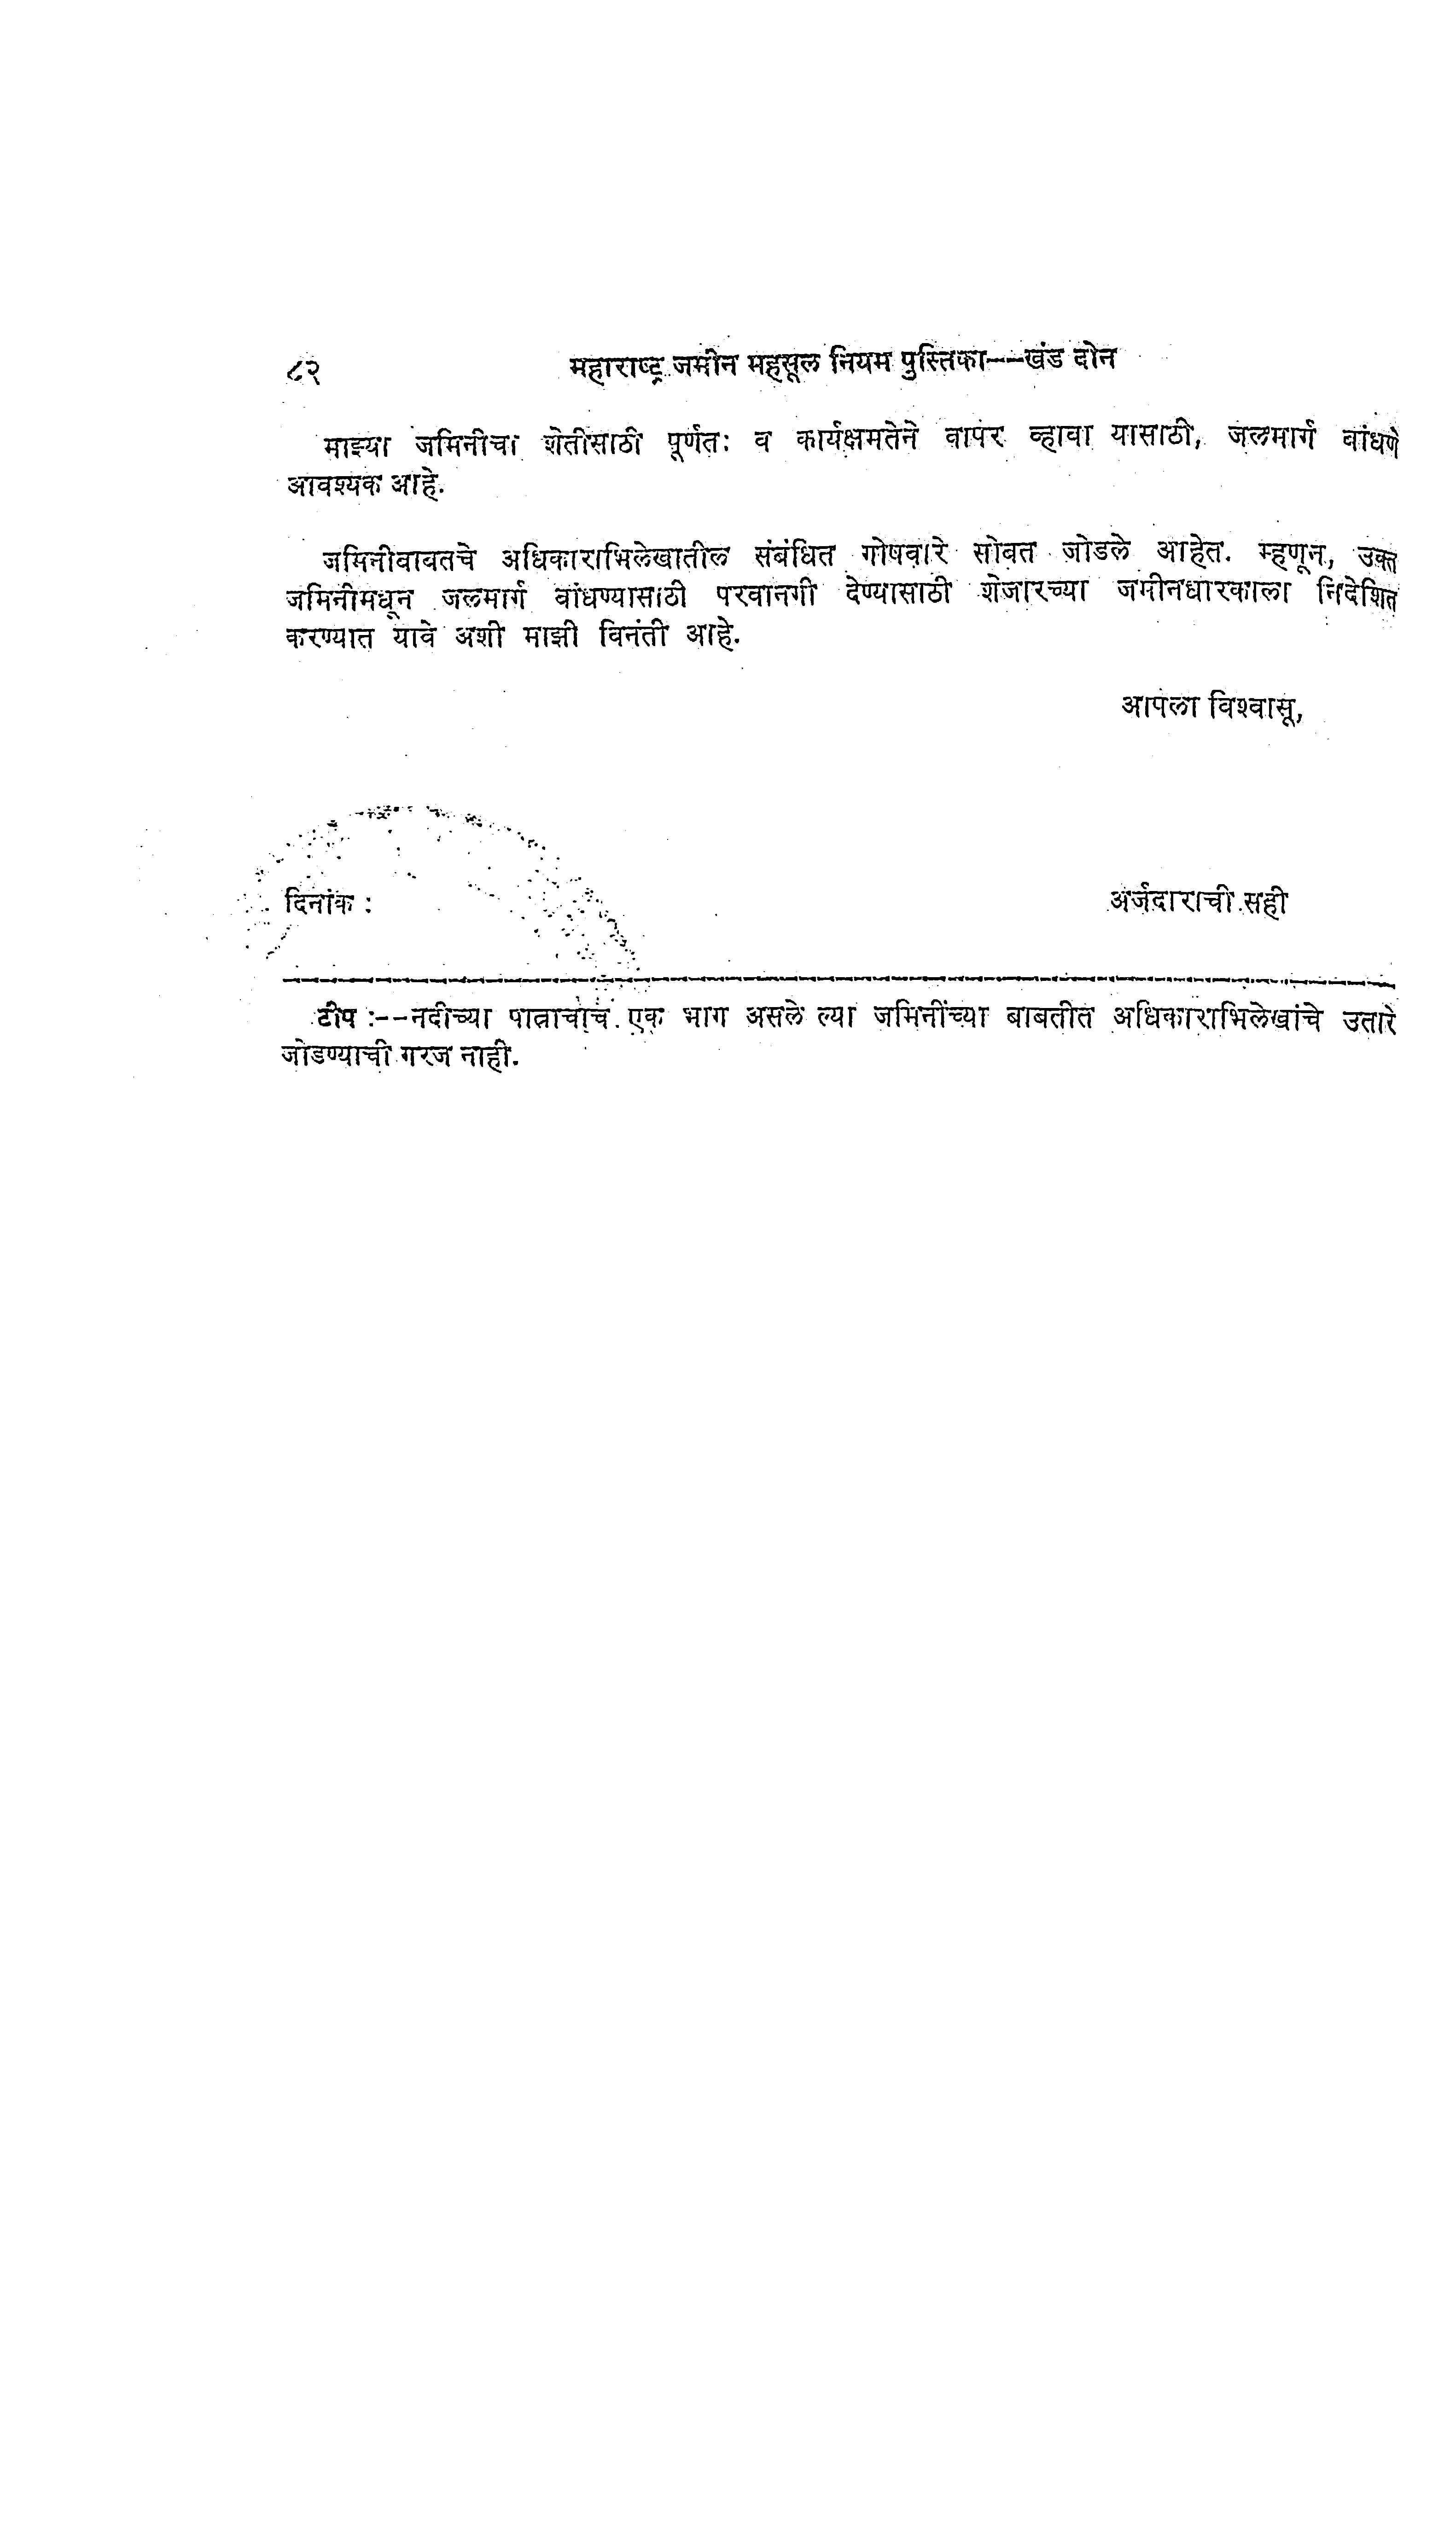 ८२ महाराष्ट्र जमीन महसूल नियम पुस्तिका--खंड दोन
माझ्या जमिनीचा शेतीसाठी पूर्णतः व कार्यक्षमतेने वापर व्हावा यासाठी, जलमार्ग बांधणे
आवश्यक आहे.
जमिनीबाबतचे अधिकाराभिलेखातील संबंधित गोषवारे सोबत जोडले आहेत. म्हणून, उक्त
जमिनीमधून जलमार्ग बांधण्यासाठी परवानगी देण्यासाठी शेजारच्या जमीनधारकाला निदेशित
करण्यात यावे अशी माझी विनंती आहे.
आपला विश्वासू,
दिनांक : अर्जदाराची सही
टीप :--नदीच्या पात्राचाच एक भाग असले ल्या जमिनींच्या बाबतीत अधिकाराभिलेखांचे उतारे
जोडण्याची गरज नाही.